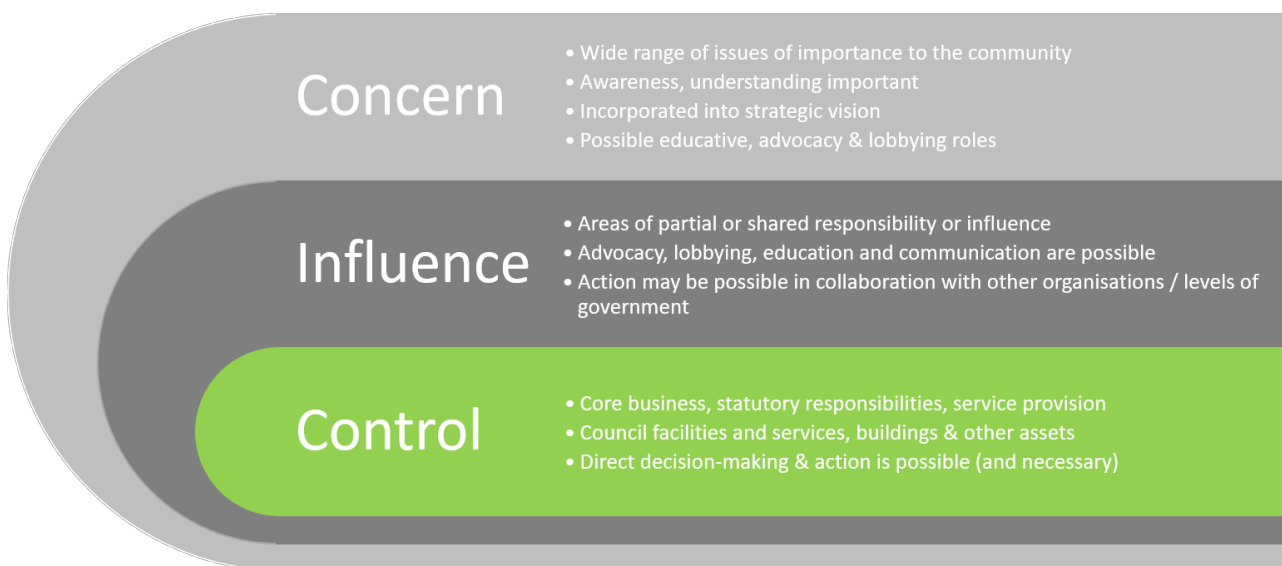 Concern
• Wide range of issues of importance to the community
• Awareness, understanding important
• Incorporated into strategic vision
• Possible educative, advocacy & lobbying roles
Influence
• Areas of partial or shared responsibility or influence
• Advocacy, lobbying, education and communication are possible
• Action may be possible in collaboration with other organisations / levels of
government
Control
• Core business, statutory responsibilities, service provision
• Council facilities and services, buildings & other assets
• Direct decision-making & action is possible (and necessary)